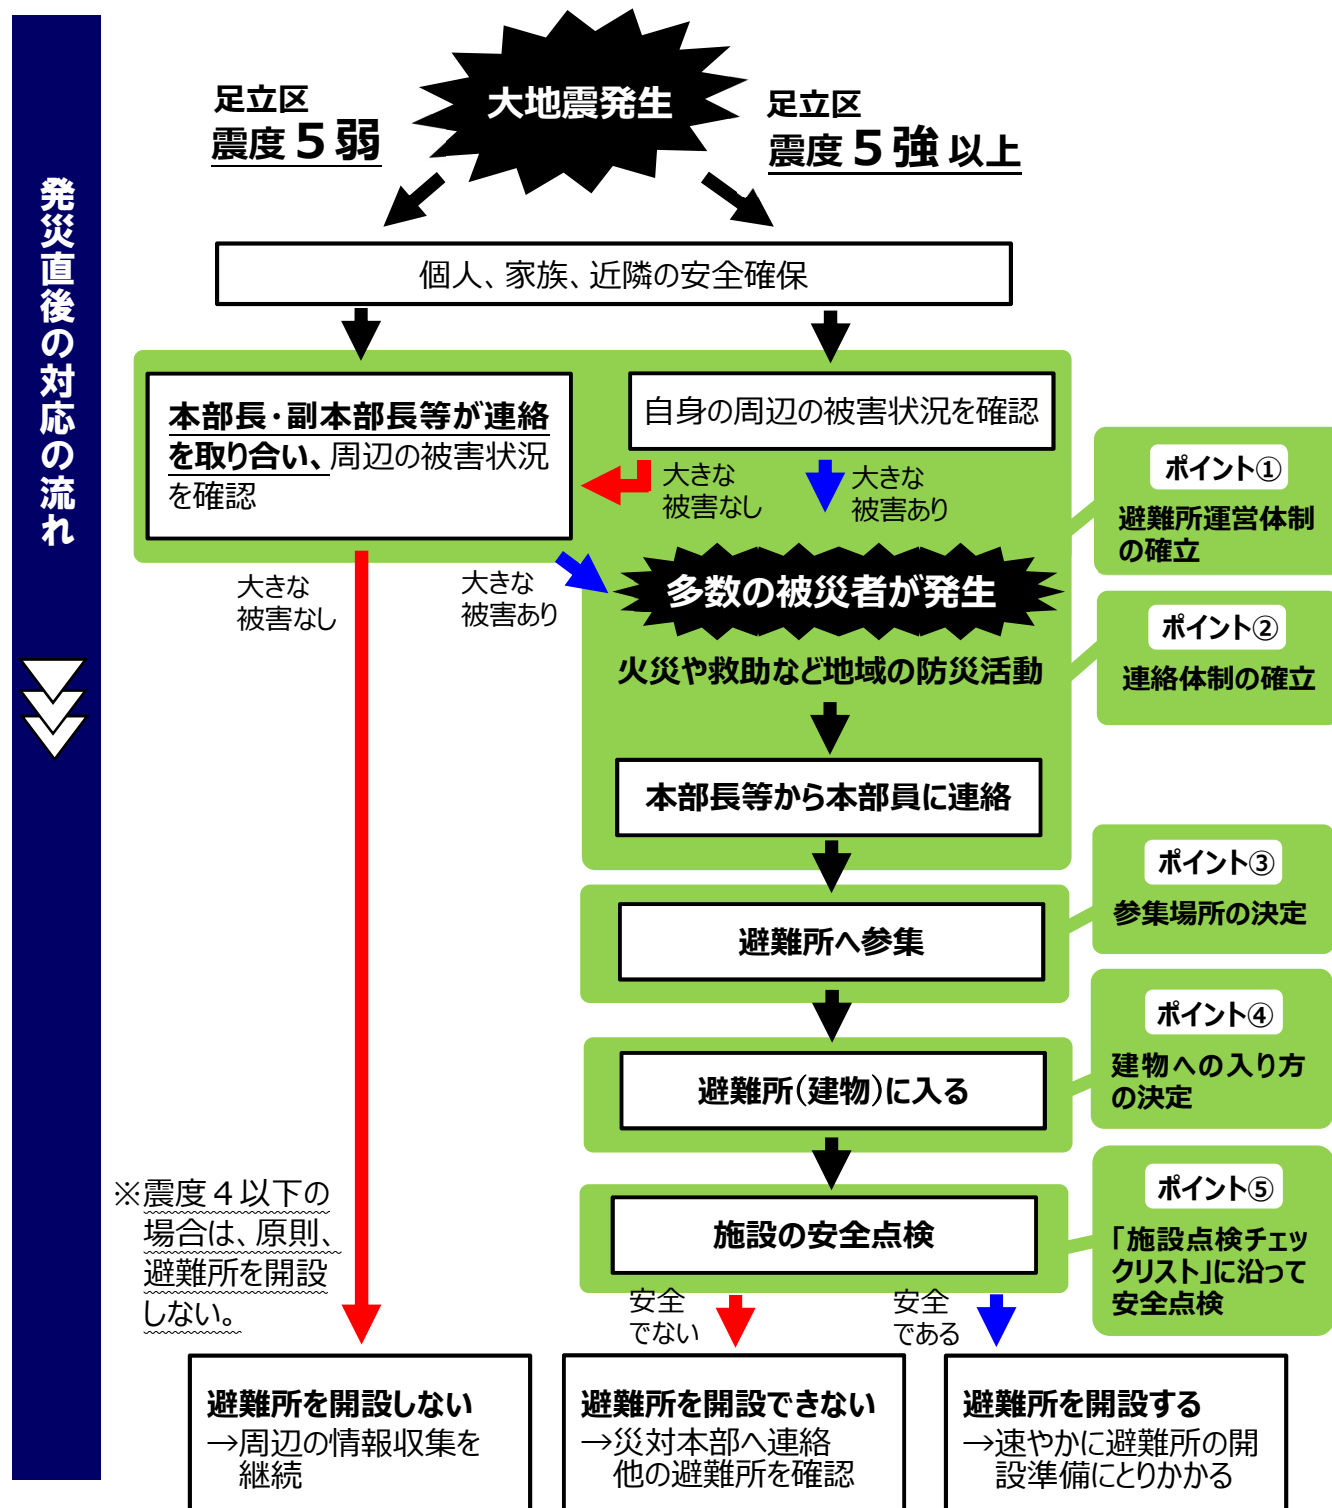 発災直後の対応の流れ
大地震発生
足立区
震度５弱
足立区
震度５強以上
個人、家族、近隣の安全確保
本部長・副本部長等が連絡
を取り合い、周辺の被害状況
を確認
自身の周辺の被害状況を確認
大きな
被害なし
大きな
被害あり
大きな
被害なし
大きな
被害あり
多数の被災者が発生
火災や救助など地域の防災活動
本部長等から本部員に連絡
避難所へ参集
避難所(建物)に入る
施設の安全点検
ポイント①
避難所運営体制
の確立
ポイント②
連絡体制の確立
ポイント③
参集場所の決定
ポイント④
建物への入り方
の決定
ポイント⑤
「施設点検チェッ
クリスト」に沿って
安全点検
※震度４以下の
場合は、原則、
避難所を開設
しない。
安全
でない
安全
である
避難所を開設しない
→周辺の情報収集を
継続
避難所を開設できない
→災対本部へ連絡
他の避難所を確認
避難所を開設する
→速やかに避難所の開
設準備にとりかかる